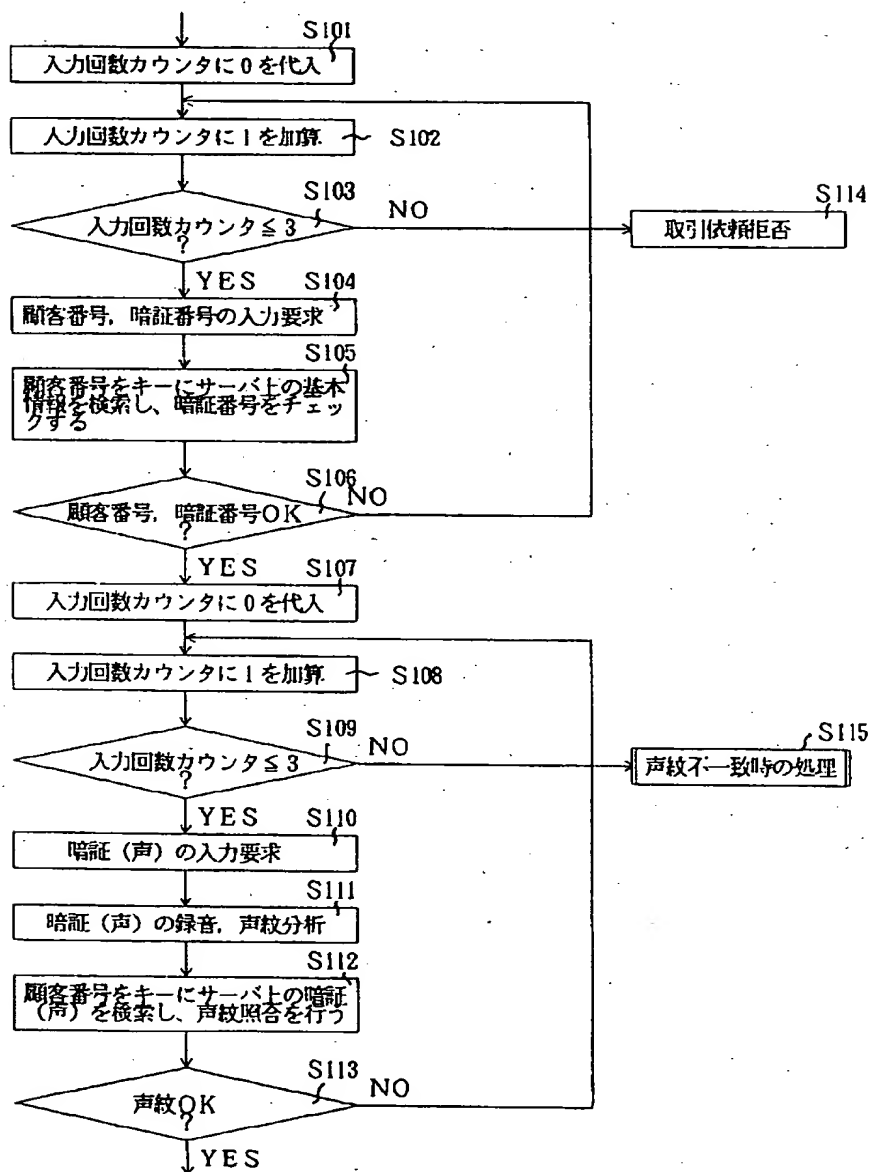 S101
入力回数カウンタに0を代入
入力回数カウンタに1を加算
S102
S103
入力回数カウンタ≦3
?
NO
S114
取引依頼拒否
YES
S104
顧客番号，暗証番号の入力要求
S105
顧客番号をキーにサーバ上の基本
情報を検索し、暗証番号をチェッ
クする
S106
顧客番号，暗証番号OK
?
NO
YES
S107
入力回数カウンタに0を代入
入力回数カウンタに1を加算
S108
S109
入力回数カウンタ≦3
?
NO
S115
声紋不一致時の処理
YES
S110
暗証（声）の入力要求
S111
暗証（声）の録音，声紋分析
S112
顧客番号をキーにサーバ上の暗証
（声）を検索し、声紋照合を行う
S113
声紋OK
?
NO
YES